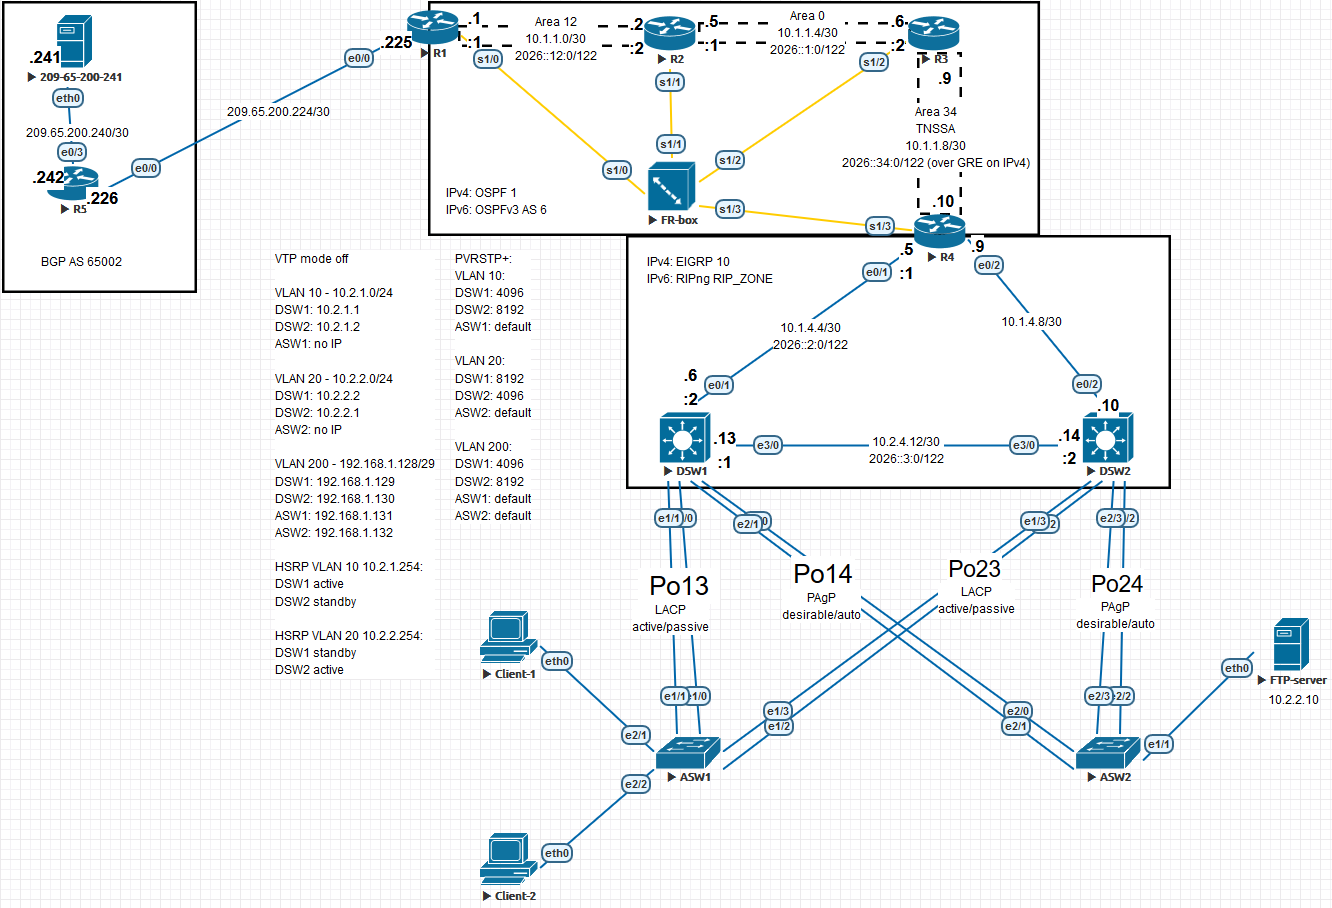 .241
209-65-200-241
eth0
209.65.200.240/30
e0/3
.242
R5
.226
e0/0
BGP AS 65002
209.65.200.224/30
e0/0
.225
R1
.1
:1
s1/0
Area 12
10.1.1.0/30
2026::12:0/122
.2
:2
R2
.5
:1
s1/1
Area 0
10.1.1.4/30
2026::1:0/122
.6
:2
R3
s1/2
.9
Area 34
TNSSA
10.1.1.8/30
2026::34:0/122 (over GRE on IPv4)
.10
s1/0
s1/1
s1/2
s1/3
FR-box
s1/3
IPv4: OSPF 1
IPv6: OSPFv3 AS 6
R4
IPv4: EIGRP 10
IPv6: RIPng RIP_ZONE
.5
:1
e0/1
.9
e0/2
10.1.4.4/30
2026::2:0/122
10.1.4.8/30
.6
:2
e0/1
e0/2
.10
.13
:1
e3/0
10.2.4.12/30
2026::3:0/122
e3/0
.14
:2
DSW1
DSW2
VTP mode off
VLAN 10 - 10.2.1.0/24
DSW1: 10.2.1.1
DSW2: 10.2.1.2
ASW1: no IP
VLAN 20 - 10.2.2.0/24
DSW1: 10.2.2.2
DSW2: 10.2.2.1
ASW2: no IP
VLAN 200 - 192.168.1.128/29
DSW1: 192.168.1.129
DSW2: 192.168.1.130
ASW1: 192.168.1.131
ASW2: 192.168.1.132
HSRP VLAN 10 10.2.1.254:
DSW1 active
DSW2 standby
HSRP VLAN 20 10.2.2.254:
DSW1 standby
DSW2 active
PVRSTP+:
VLAN 10:
DSW1: 4096
DSW2: 8192
ASW1: default
VLAN 20:
DSW1: 8192
DSW2: 4096
ASW2: default
VLAN 200:
DSW1: 4096
DSW2: 8192
ASW1: default
ASW2: default
e1/1
/0
e2/1
0
e1/3
2
e2/3
/2
Po13
LACP
active/passive
Po14
PAgP
desirable/auto
Po23
LACP
active/passive
Po24
PAgP
desirable/auto
e1/1
1/0
e1/3
e1/2
e2/0
e2/1
e2/3
2/2
Client-1
eth0
e2/1
e2/2
ASW1
ASW2
e1/1
eth0
FTP-server
10.2.2.10
eth0
Client-2